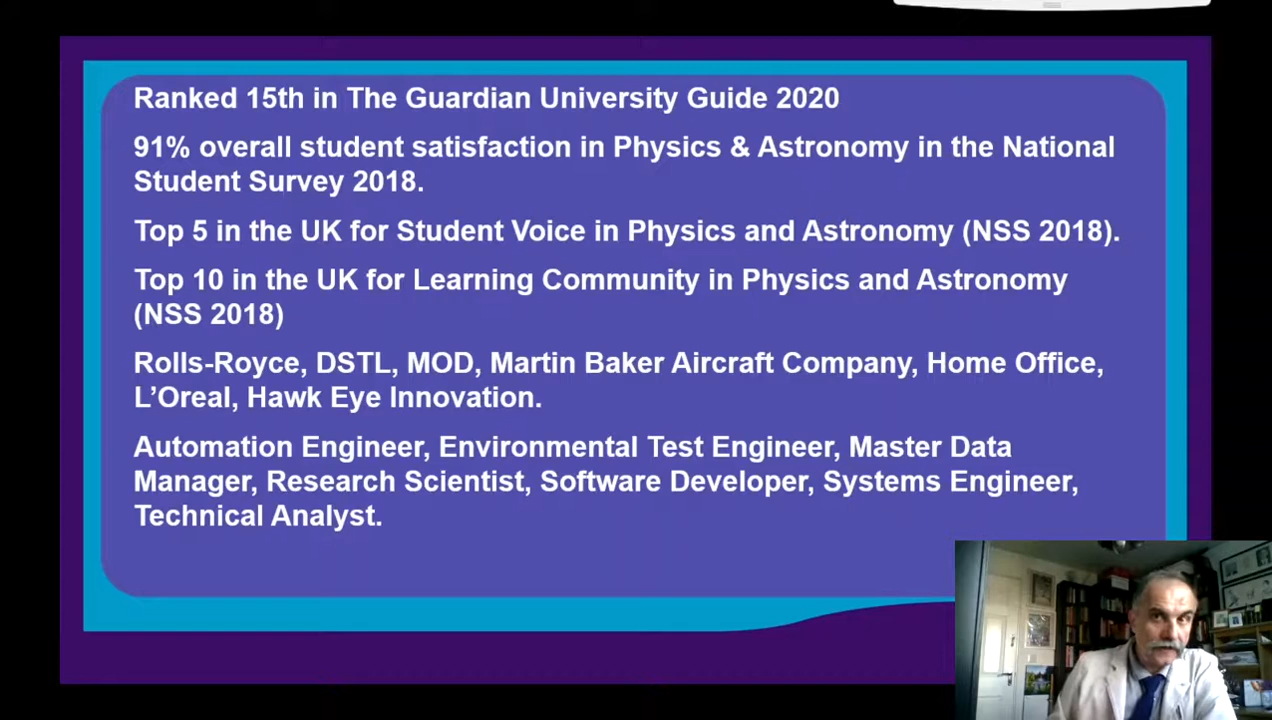 Ranked 15th in The Guardian University Guide 2020
91% overall student satisfaction in Physics & Astronomy in the National
Student Survey 2018.
Top 5 in the UK for Student Voice in Physics and Astronomy (NSS 2018).
Top 10 in the UK for Learning Community in Physics and Astronomy
(NSS 2018)
Rolls-Royce, DSTL, MOD, Martin Baker Aircraft Company, Home Office,
L’Oreal, Hawk Eye Innovation.
Automation Engineer, Environmental Test Engineer, Master Data
Manager, Research Scientist, Software Developer, Systems Engineer,
Technical Analyst.